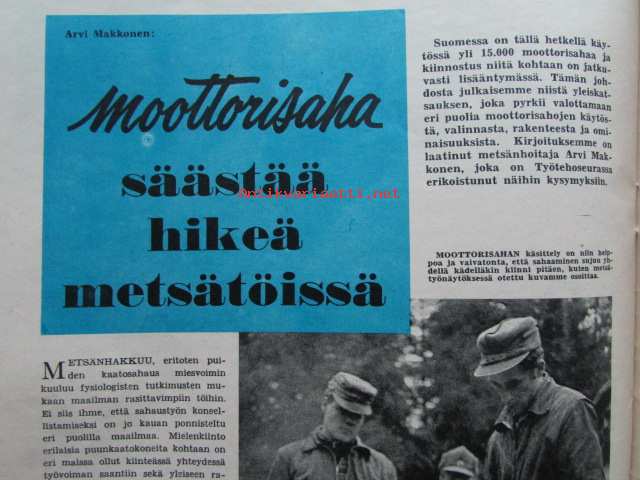 Arvi Makkonen:
moottorisaha
säästää
hikeä
metsätöissä
Antikvariaatti.net
Suomessa on tällä hetkellä käy-
tössä yli 15.000 moottorisahaa ja
kiinnostus niitä kohtaan on jatku-
vasti lisääntymässä. Tämän joh-
dosta julkaisemme niistä yleiskat-
sauksen, joka pyrkii valottamaan
eri puolia moottorisahojen käytös-
tä, valinnasta, rakenteesta ja omi-
naisuuksista. Kirjoituksemme on
laatinut metsänhoitaja Arvi Mak-
konen, joka on Työtehoseurassa
erikoistunut näihin kysymyksiin.
MOOTTORISAHAN käsittely on niin help-
poa ja vaivatonta, että sahaaminen sujuu yh-
dellä kädelläkin kiinni pitäen, kuten metsä-
työnäytöksessä otettu kuvamme osoittaa.
METSÄNHAKKUU, eritoten pui-
den kaatosahaus miesvoimin
kuuluu fysiologisten tutkimusten mu-
kaan maailman rasittavimpiin töihin.
Ei siis ihme, että sahaustyön konsel-
listamiseksi on jo kauan ponnisteltu
eri puolilla maailmaa. Mielenkiinto
erilaisia puunkaatokoneita kohtaan on
eri maissa ollut kiinteässä yhteydessä
työvoiman saantiin sekä yleiseen ra-